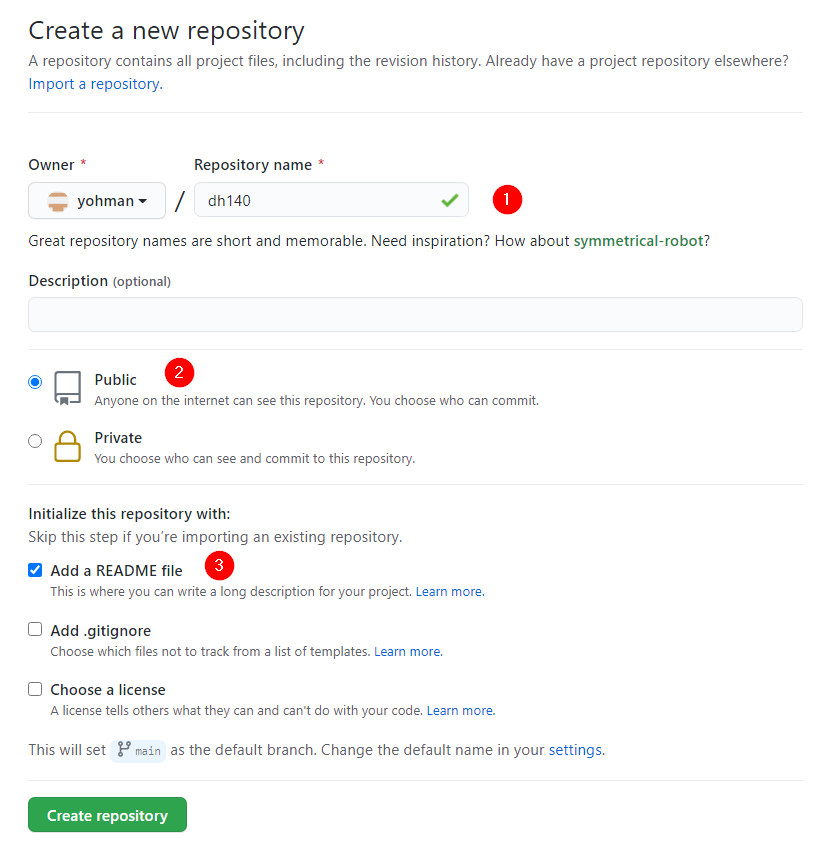 Create a new repository
A repository contains all project files, including the revision history. Already have a project repository elsewhere?
Import a repository.
Owner * Repository name *
yohman / dh140 1
Great repository names are short and memorable. Need inspiration? How about symmetrical-robot?
Description (optional)
Public 2
Anyone on the internet can see this repository. You choose who can commit.
Private
You choose who can see and commit to this repository.
Initialize this repository with:
Skip this step if you’re importing an existing repository.
Add a README file 3
This is where you can write a long description for your project. Learn more.
Add .gitignore
Choose which files not to track from a list of templates. Learn more.
Choose a license
A license tells others what they can and can't do with your code. Learn more.
This will set main as the default branch. Change the default name in your settings.
Create repository